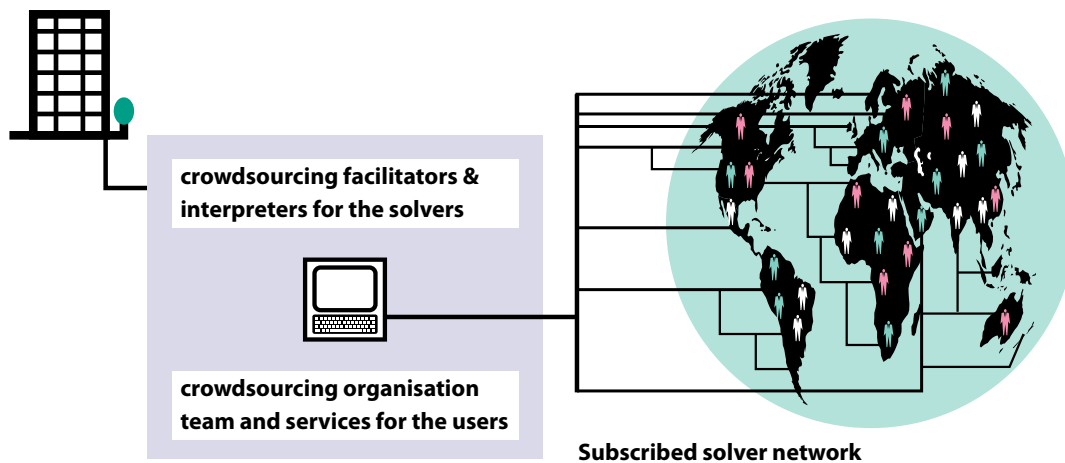 crowdsourcing facilitators &
interpreters for the solvers
crowdsourcing organisation
team and services for the users
Subscribed solver network